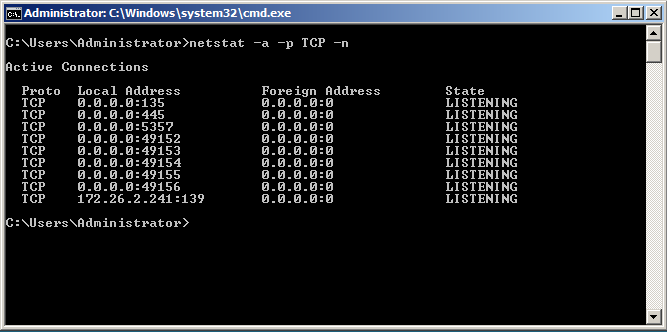 Administrator: C:\Windows\system32\cmd.exe
C:\Users\Administrator>netstat -a -p TCP -n
Active Connections
Proto Local Address Foreign Address State
TCP 0.0.0.0:135 0.0.0.0:0 LISTENING
TCP 0.0.0.0:445 0.0.0.0:0 LISTENING
TCP 0.0.0.0:5357 0.0.0.0:0 LISTENING
TCP 0.0.0.0:49152 0.0.0.0:0 LISTENING
TCP 0.0.0.0:49153 0.0.0.0:0 LISTENING
TCP 0.0.0.0:49154 0.0.0.0:0 LISTENING
TCP 0.0.0.0:49155 0.0.0.0:0 LISTENING
TCP 0.0.0.0:49156 0.0.0.0:0 LISTENING
TCP 172.26.2.241:139 0.0.0.0:0 LISTENING
C:\Users\Administrator>